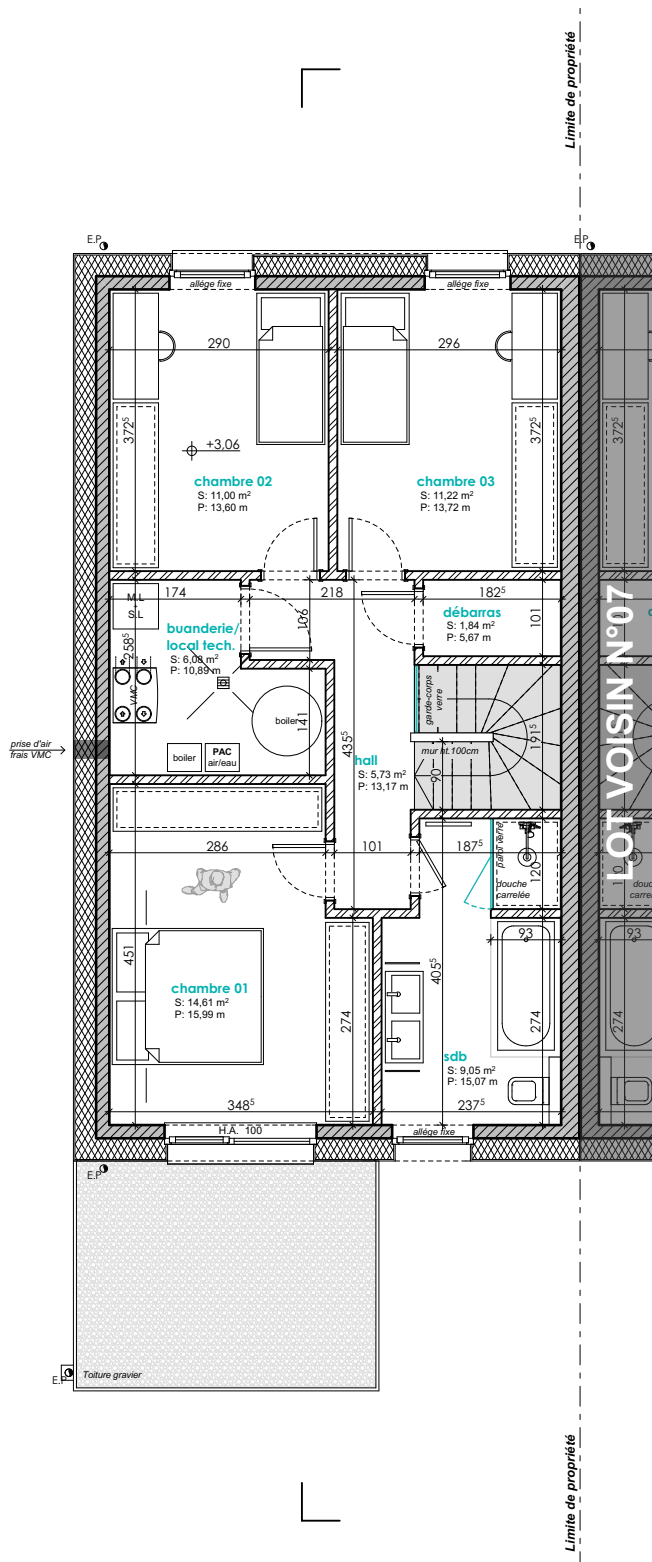 Limite de propriété
E.P
E.P
allège fixe
allège fixe
290
296
372⁵
372⁵
372⁵
+3,06
chambre 02
S: 11,00 m²
P: 13,60 m
chambre 03
S: 11,22 m²
P: 13,72 m
174
218
182⁵
M.L
S.L
106
101
débarras
S: 1,84 m²
P: 5,67 m
buanderie/
local tech.
S: 6,08 m²
P: 10,89 m
258⁵
VMC
boiler
141
boiler
PAC
air/eau
prise d'air
frais VMC
garde-corps
verre
mur ht.100cm
191⁵
90
435⁵
hall
S: 5,73 m²
P: 13,17 m
LOT VOISIN N°07
286
101
187⁵
paroi verre
120
douche
carrelée
douc
carrel
93
93
451
chambre 01
S: 14,61 m²
P: 15,99 m
274
405⁵
274
274
sdb
S: 9,05 m²
P: 15,07 m
348⁵
237⁵
H.A. 100
allège fixe
E.P
Toiture gravier
E.P
Limite de propriété